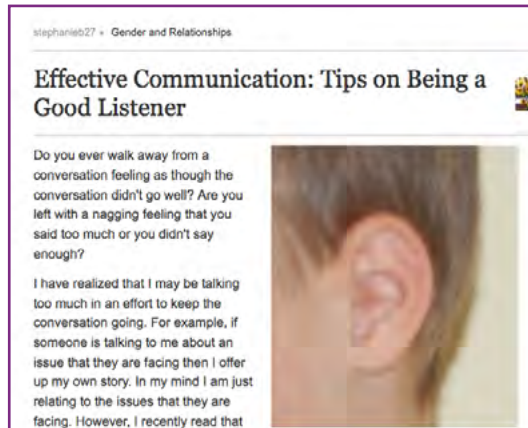 stephanieb27 » Gender and Relationships
Effective Communication: Tips on Being a
Good Listener
Do you ever walk away from a
conversation feeling as though the
conversation didn't go well? Are you
left with a nagging feeling that you
said too much or you didn't say
enough?
I have realized that I may be talking
too much in an effort to keep the
conversation going. For example, if
someone is talking to me about an
issue that they are facing then I offer
up my own story. In my mind I am just
relating to the issues that they are
facing. However, I recently read that